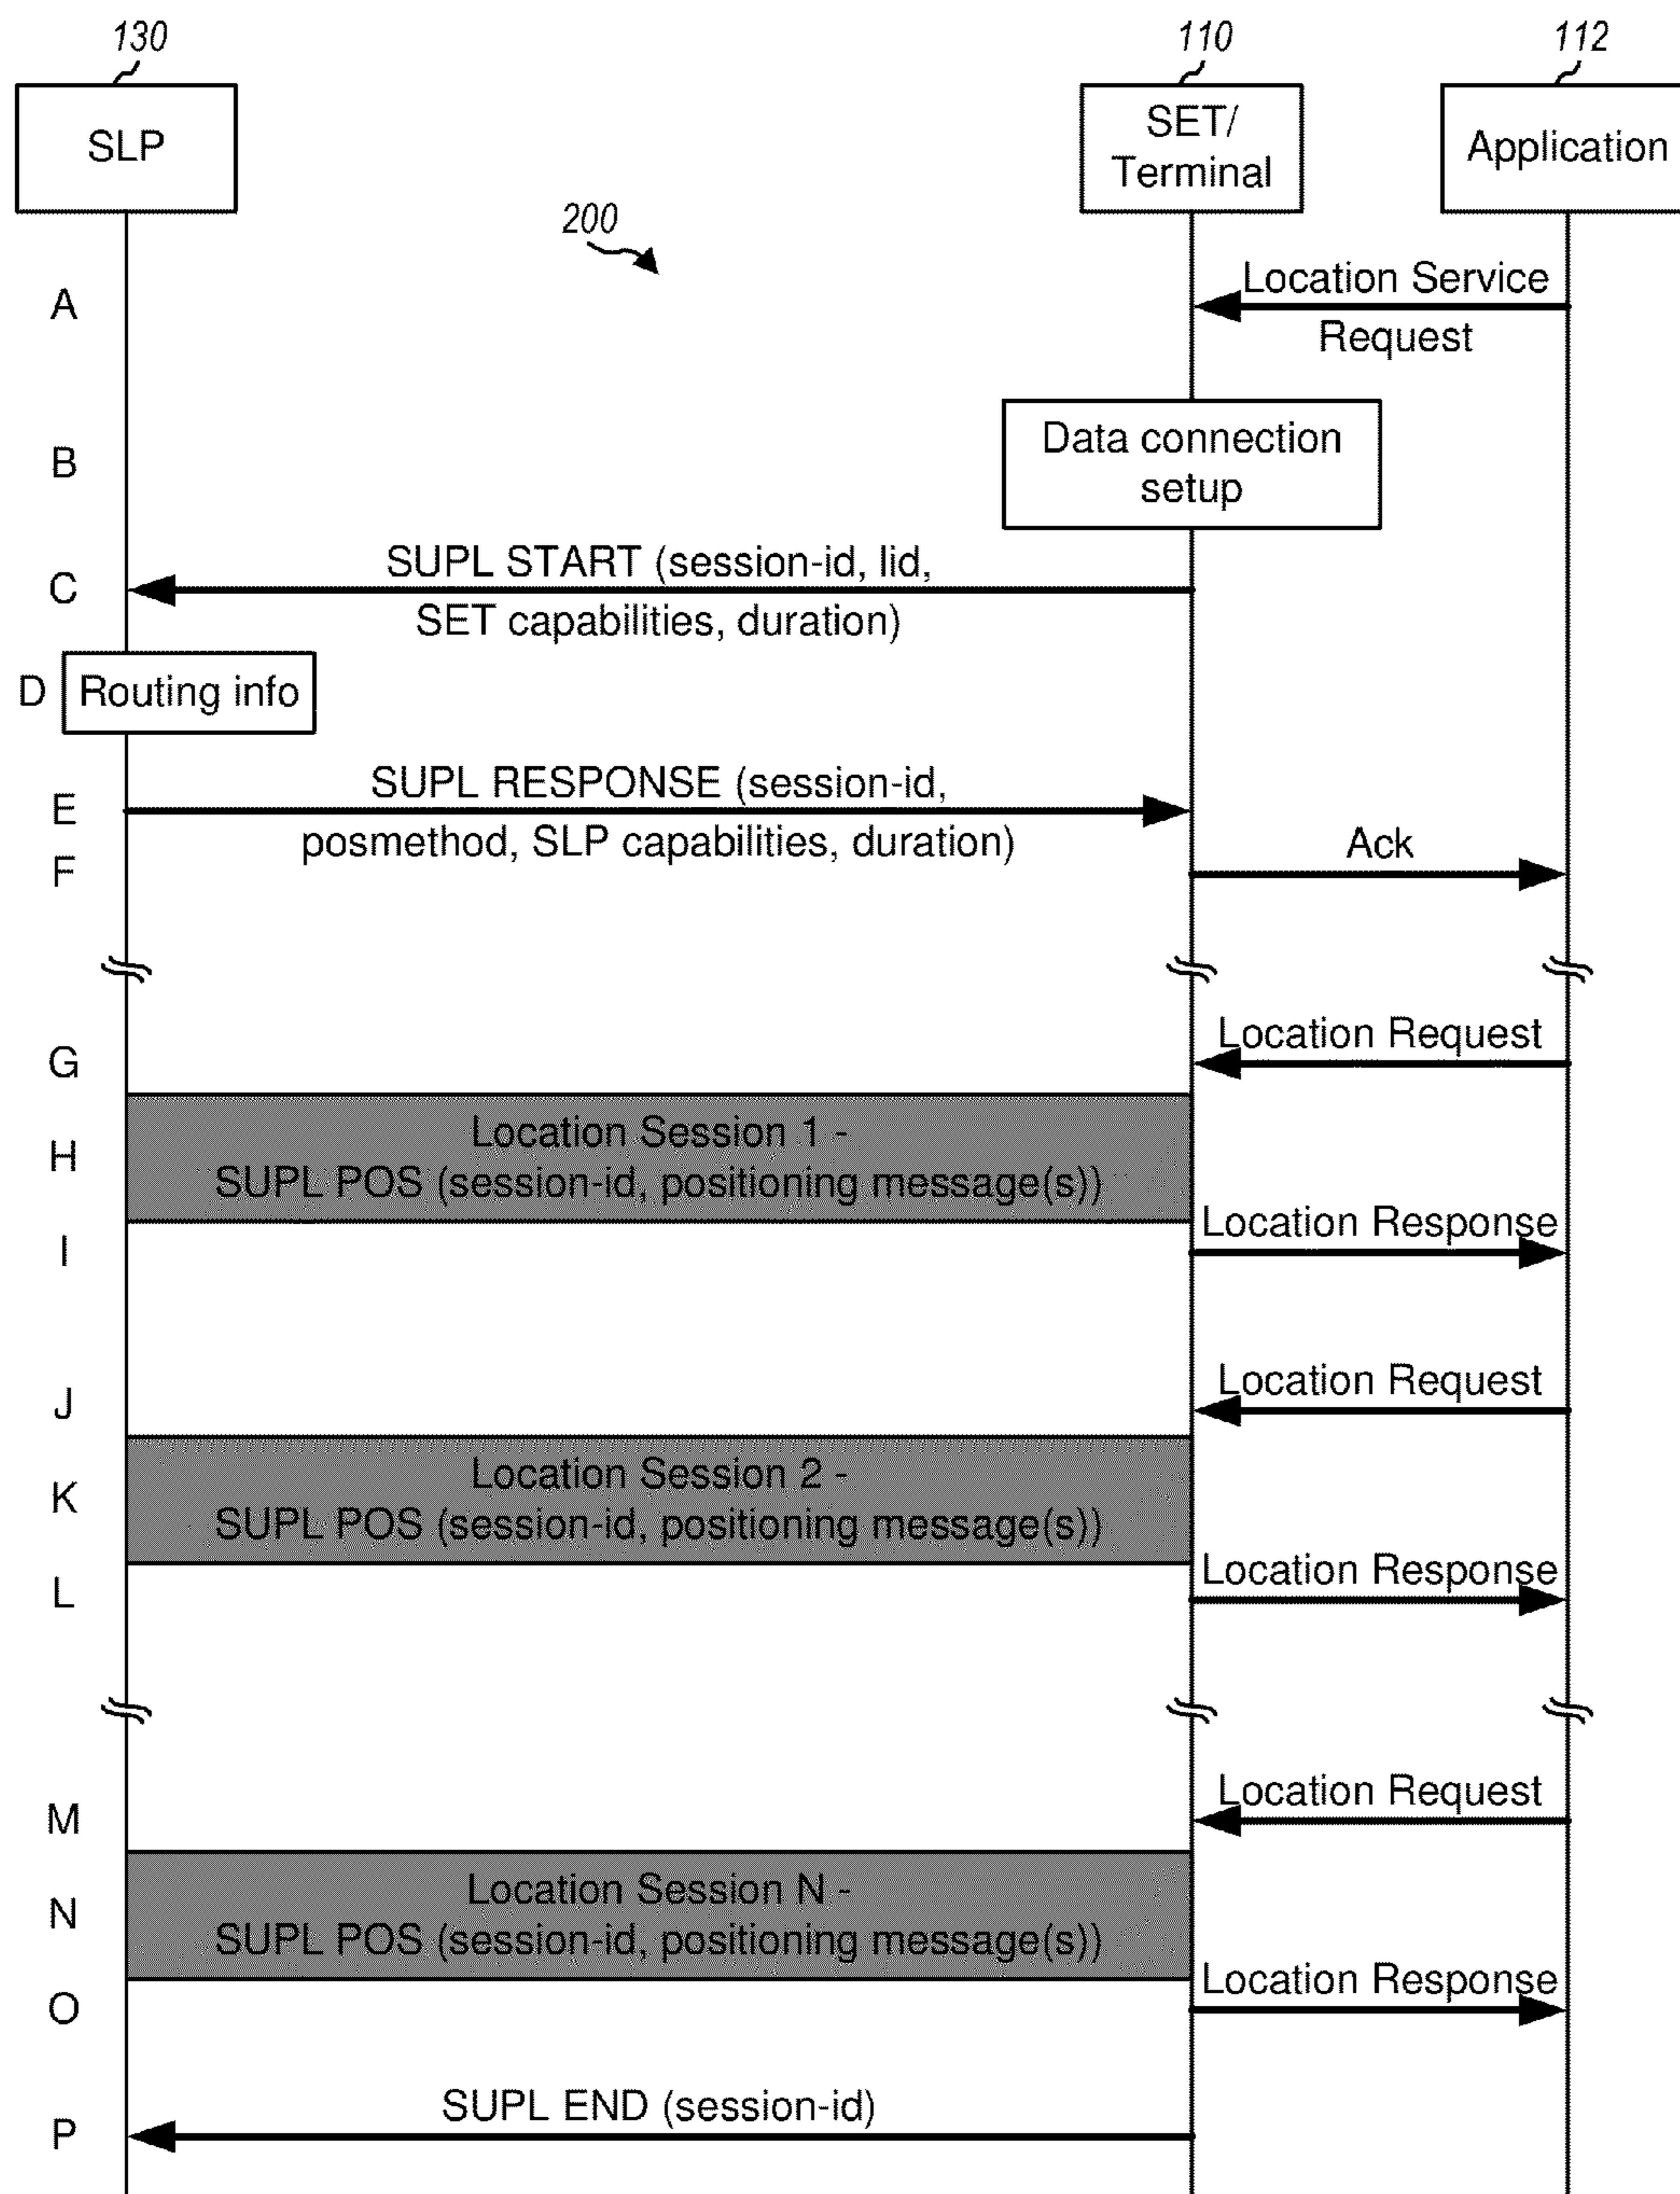 130
110
112
SLP
SET/
Terminal
Application
200
A
Location Service
Request
B
Data connection
setup
C
SUPL START (session-id, lid,
SET capabilities, duration)
D
Routing info
E
SUPL RESPONSE (session-id,
posmethod, SLP capabilities, duration)
F
Ack
G
Location Request
H
Location Session 1 -
SUPL POS (session-id, positioning message(s))
I
Location Response
J
Location Request
K
Location Session 2 -
SUPL POS (session-id, positioning message(s))
L
Location Response
M
Location Request
N
Location Session N -
SUPL POS (session-id, positioning message(s))
O
Location Response
P
SUPL END (session-id)